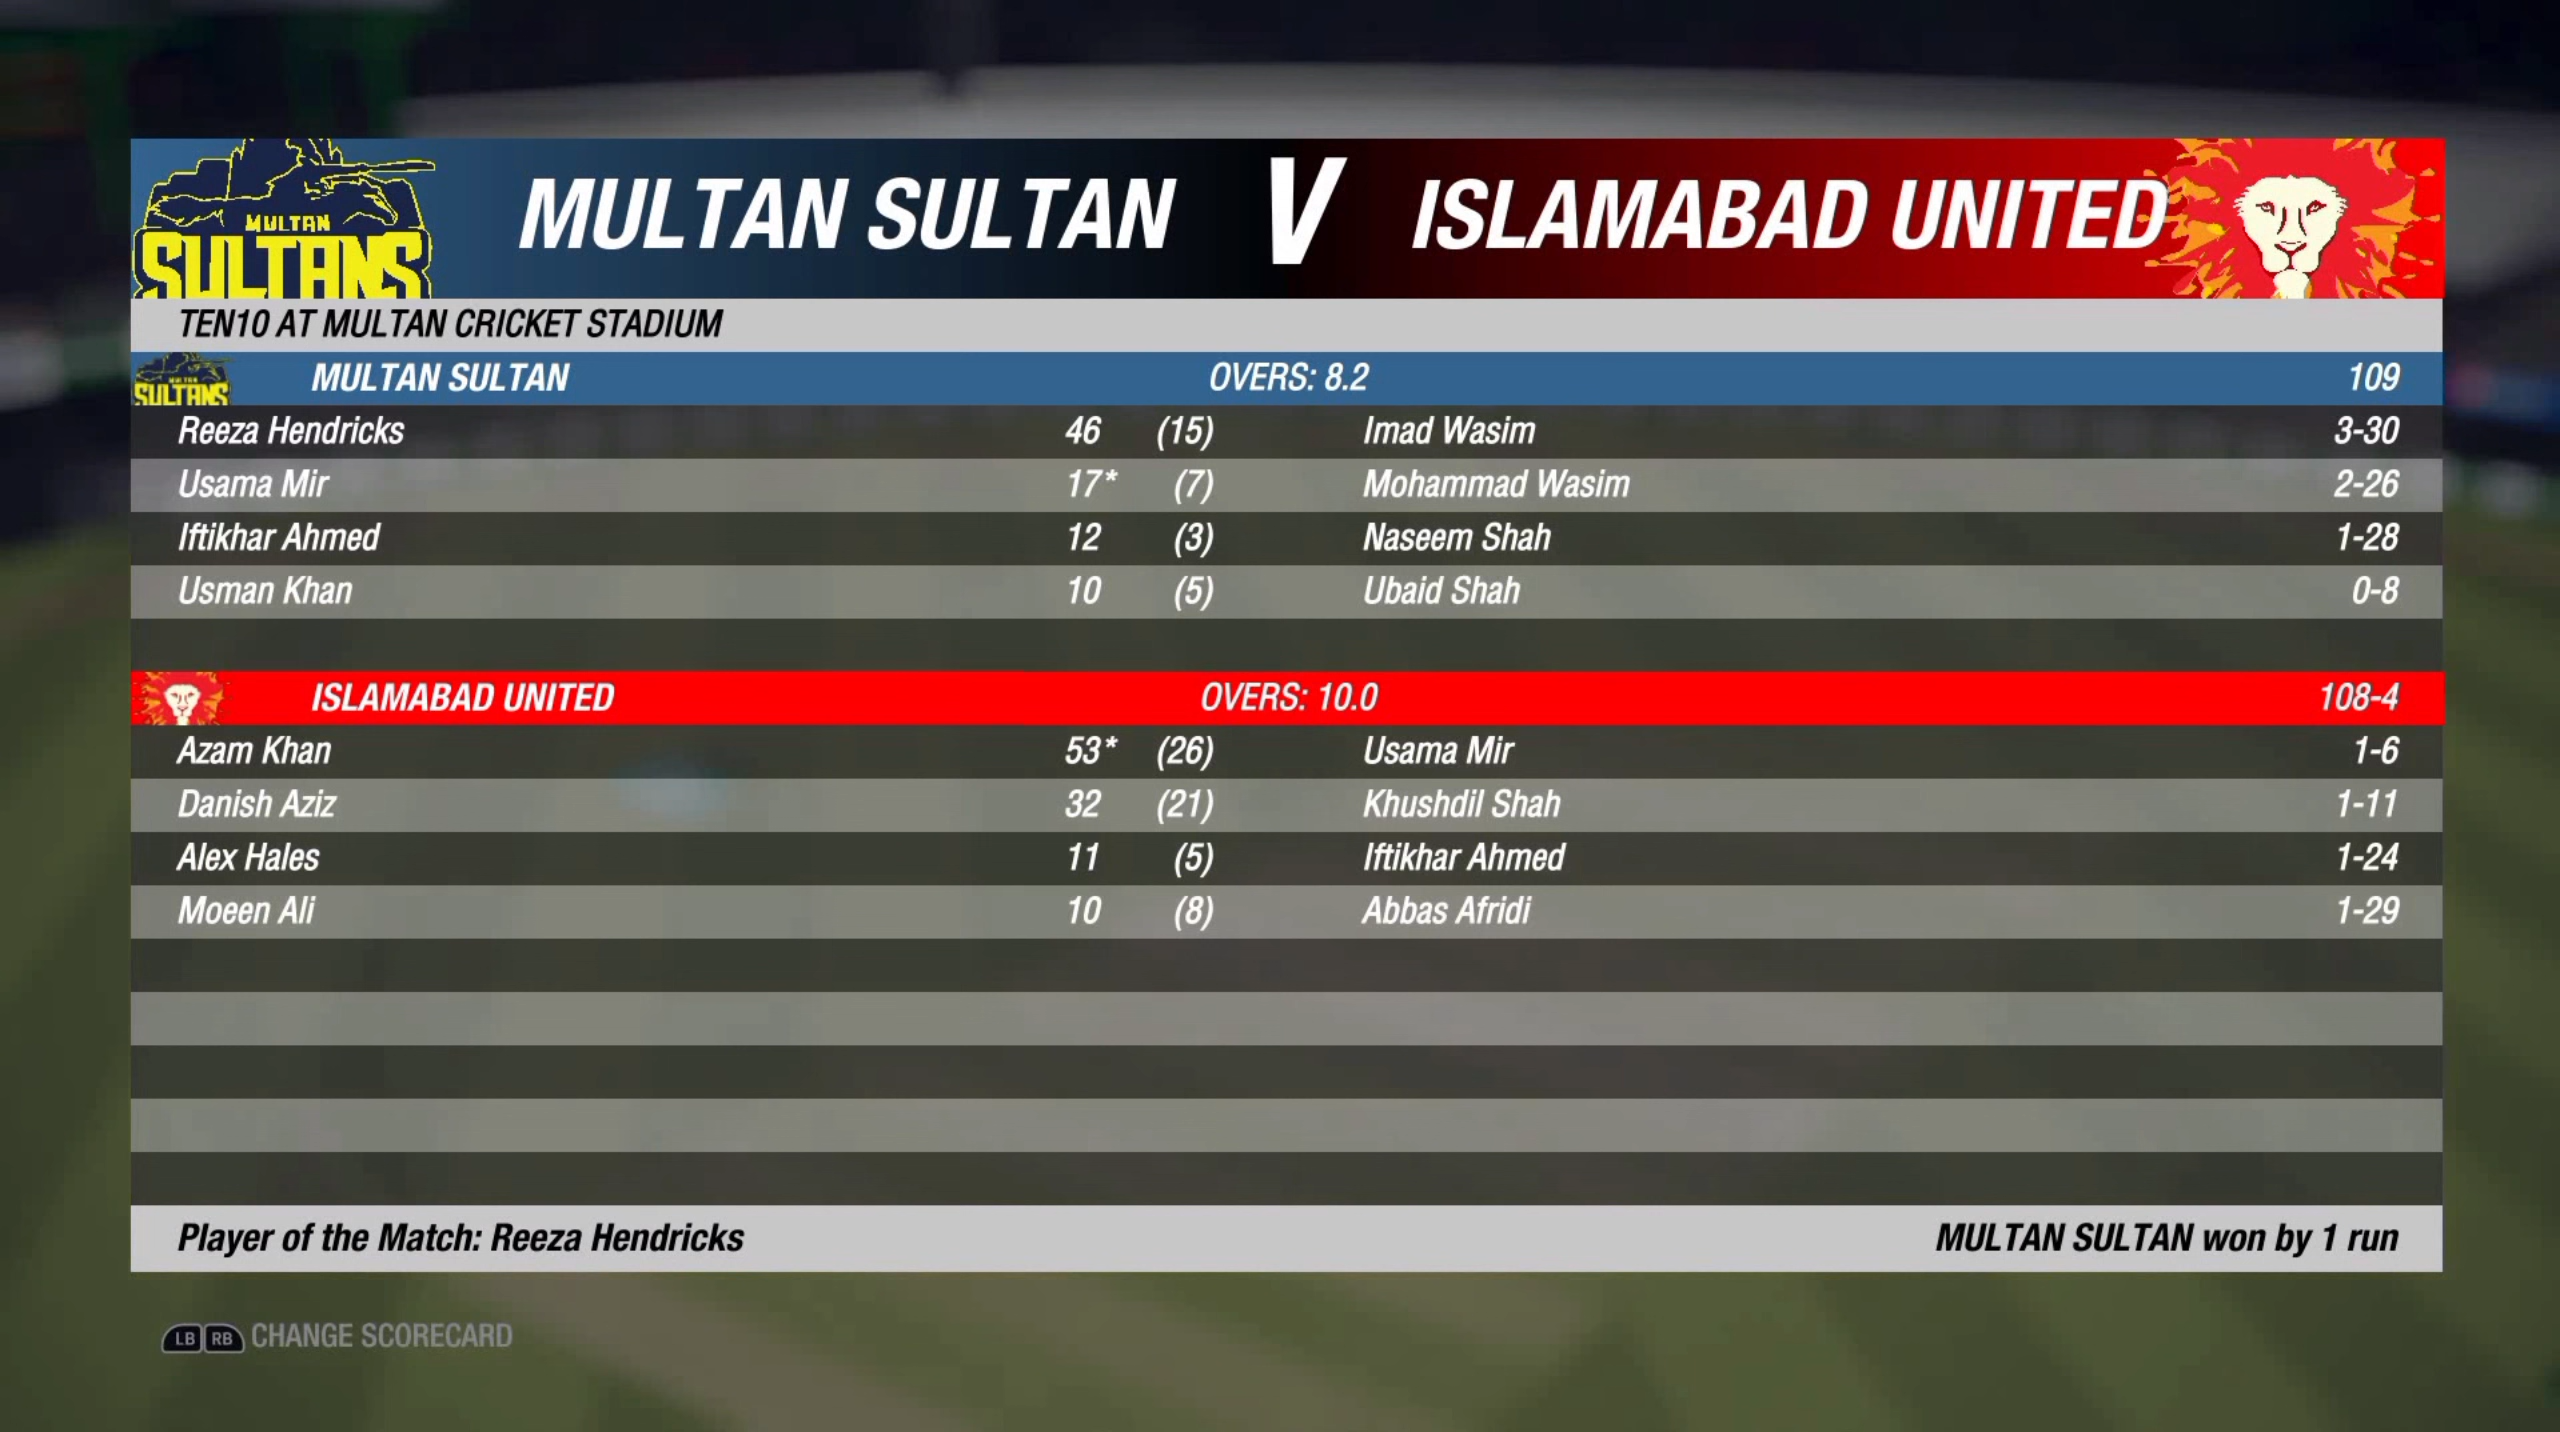 MULTAN SULTANS MULTAN SULTAN V ISLAMABAD UNITED
TEN10 AT MULTAN CRICKET STADIUM
MULTAN SULTANS MULTAN SULTAN OVERS: 8.2 109
Reeza Hendricks 46 (15) Imad Wasim 3-30
Usama Mir 17* (7) Mohammad Wasim 2-26
Iftikhar Ahmed 12 (3) Naseem Shah 1-28
Usman Khan 10 (5) Ubaid Shah 0-8
ISLAMABAD UNITED OVERS: 10.0 108-4
Azam Khan 53* (26) Usama Mir 1-6
Danish Aziz 32 (21) Khushdil Shah 1-11
Alex Hales 11 (5) Iftikhar Ahmed 1-24
Moeen Ali 10 (8) Abbas Afridi 1-29
Player of the Match: Reeza Hendricks MULTAN SULTAN won by 1 run
LB RB CHANGE SCORECARD